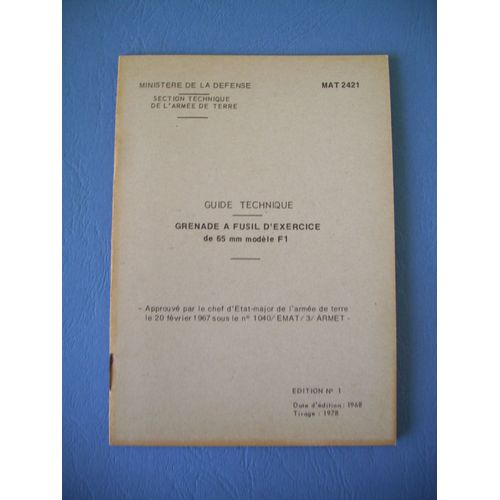 MINISTERE DE LA DEFENSE
MAT 2421
SECTION TECHNIQUE
DE L'ARMÉE DE TERRE
GUIDE TECHNIQUE
GRENADE A FUSIL D'EXERCICE
de 65 mm modèle F1
- Approuvé par le chef d'Etat-major de l'armée de terre
le 20 février 1967 sous le n° 1040/EMAT/3/ARMET -
EDITION N° 1
Date d'édition : 1968
Tirage : 1978